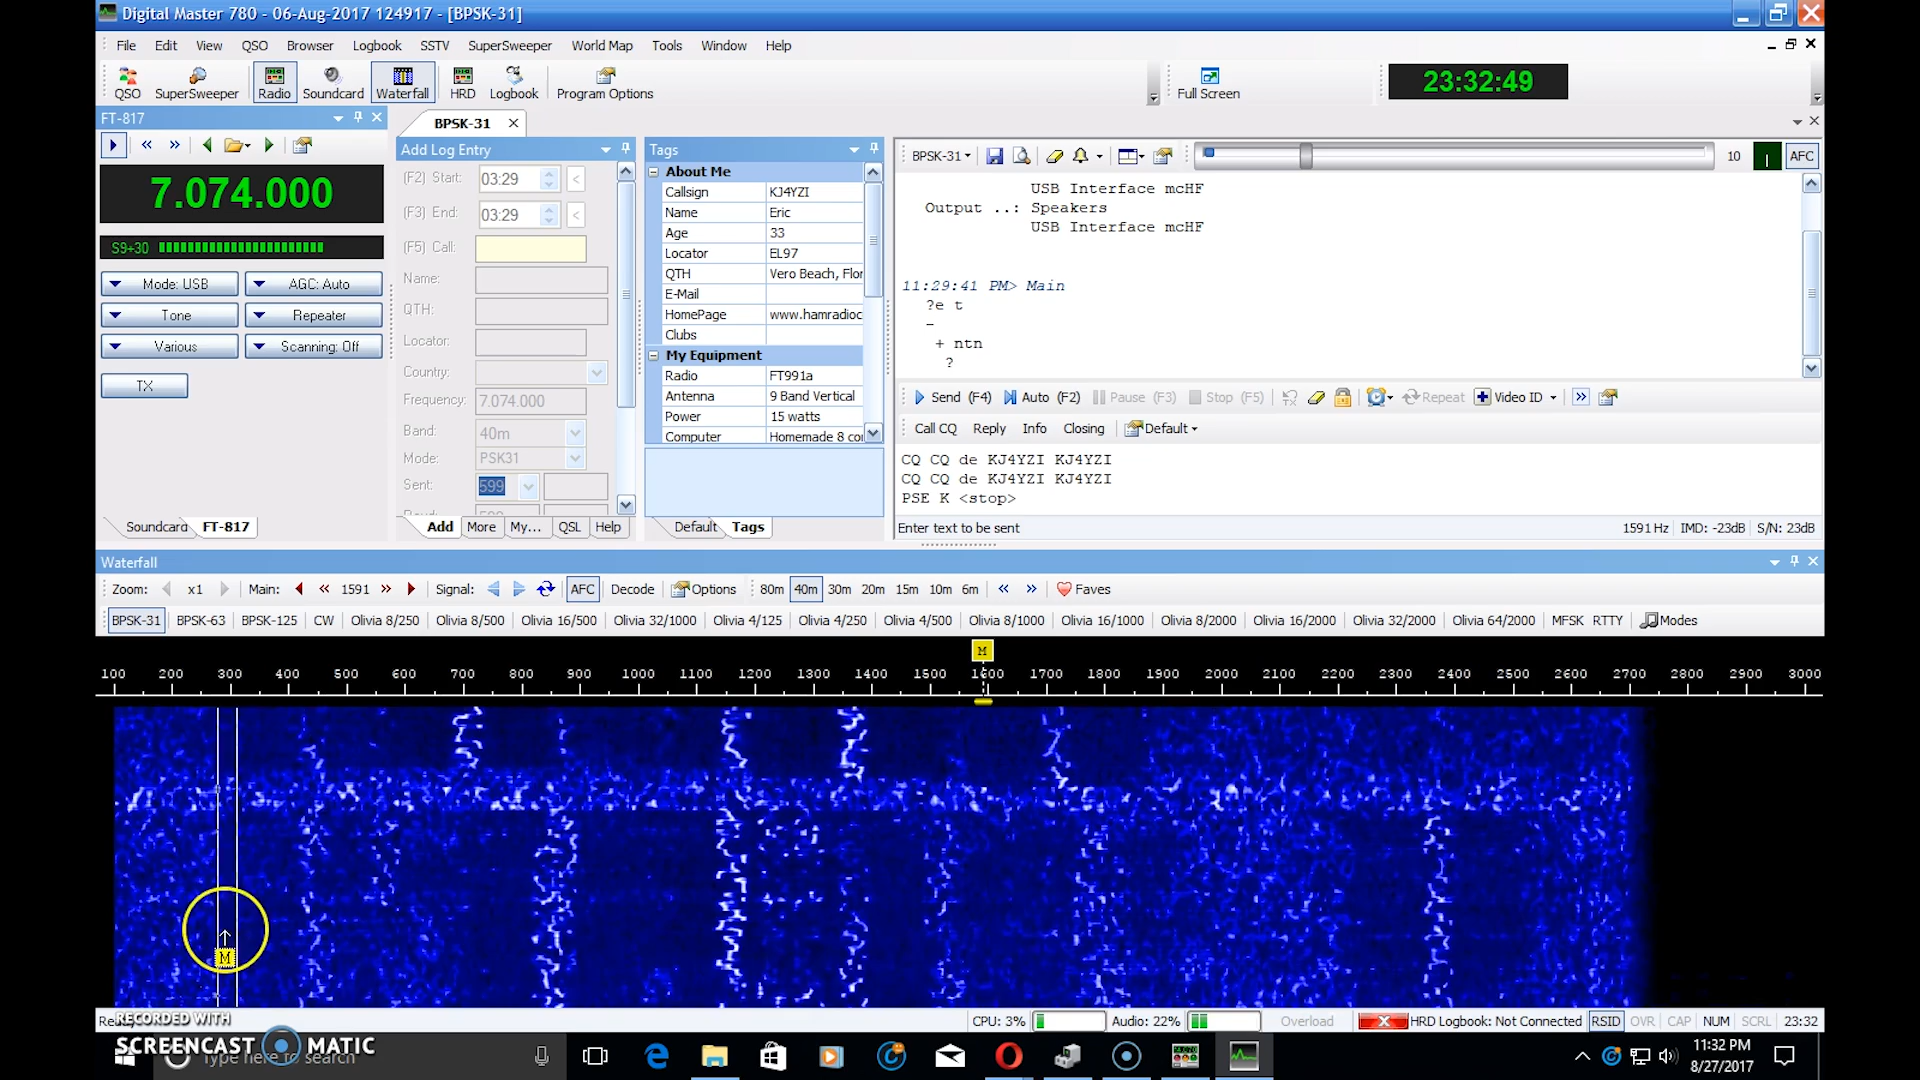 Digital Master 780 - 06-Aug-2017 124917 - [BPSK-31]
File Edit View QSO Browser Logbook SSTV SuperSweeper World Map Tools Window Help
QSO SuperSweeper Radio Soundcard Waterfall HRD Logbook Program Options Full Screen 23:32:49
FT-817
7.074.000
S9+30
Mode: USB AGC: Auto
Tone Repeater
Various Scanning: Off
TX
Soundcard FT-817
BPSK-31
Add Log Entry
(F2) Start: 03:29 <
(F3) End: 03:29 <
(F5) Call:
Name:
QTH:
Locator:
Country:
Frequency: 7.074.000
Band: 40m
Mode: PSK31
Sent: 599
Add More My... QSL Help
Tags
About Me
Callsign KJ4YZI
Name Eric
Age 33
Locator EL97
QTH Vero Beach, Flor
E-Mail
HomePage www.hamradioc
Clubs
My Equipment
Radio FT991a
Antenna 9 Band Vertical
Power 15 watts
Computer Homemade 8 cor
Default Tags
BPSK-31 10 AFC
USB Interface mcHF
Output ..: Speakers
USB Interface mcHF
11:29:41 PM> Main
?e t
–
+ ntn
?
Send (F4) Auto (F2) Pause (F3) Stop (F5) Repeat Video ID
Call CQ Reply Info Closing Default
CQ CQ de KJ4YZI KJ4YZI
CQ CQ de KJ4YZI KJ4YZI
PSE K <stop>
Enter text to be sent 1591 Hz IMD: -23dB S/N: 23dB
Waterfall
Zoom: x1 Main: 1591 Signal: AFC Decode Options 80m 40m 30m 20m 15m 10m 6m Faves
BPSK-31 BPSK-63 BPSK-125 CW Olivia 8/250 Olivia 8/500 Olivia 16/500 Olivia 32/1000 Olivia 4/125 Olivia 4/250 Olivia 4/500 Olivia 8/1000 Olivia 16/1000 Olivia 8/2000 Olivia 16/2000 Olivia 32/2000 Olivia 64/2000 MFSK RTTY Modes
M
100 200 300 400 500 600 700 800 900 1000 1100 1200 1300 1400 1500 1600 1700 1800 1900 2000 2100 2200 2300 2400 2500 2600 2700 2800 2900 3000
M
CPU: 3% Audio: 22% Overload HRD Logbook: Not Connected RSID OVR CAP NUM SCRL 23:32
RECORDED WITH
SCREENCAST MATIC
Type here to search
11:32 PM
8/27/2017